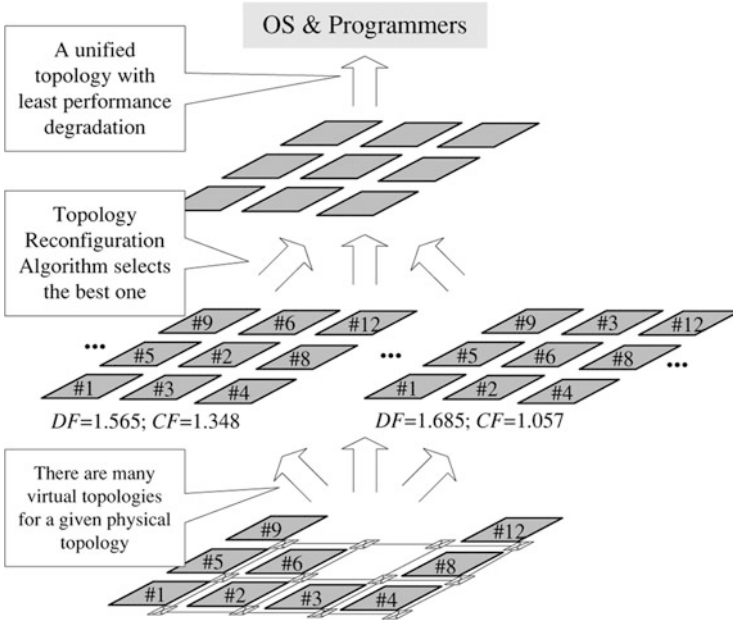 OS & Programmers
A unified
topology with
least performance
degradation
Topology
Reconfiguration
Algorithm selects
the best one
#9 #6 #12
... #5 #2 #8 ...
#1 #3 #4
DF=1.565; CF=1.348
#9 #3 #12
#5 #6 #8 ...
#1 #2 #4
DF=1.685; CF=1.057
There are many
virtual topologies
for a given physical
topology
#9 #12
#5 #6 #8
#1 #2 #3 #4